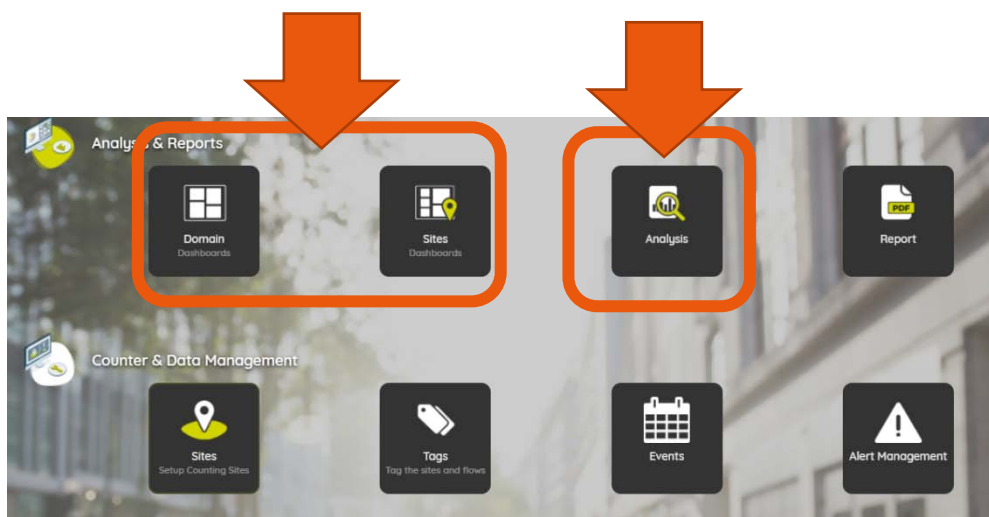 Analysis & Reports
Domain
Dashboards
Sites
Dashboards
Analysis
PDF
Report
Counter & Data Management
Sites
Setup Counting Sites
Tags
Tag the sites and flows
Events
Alert Management